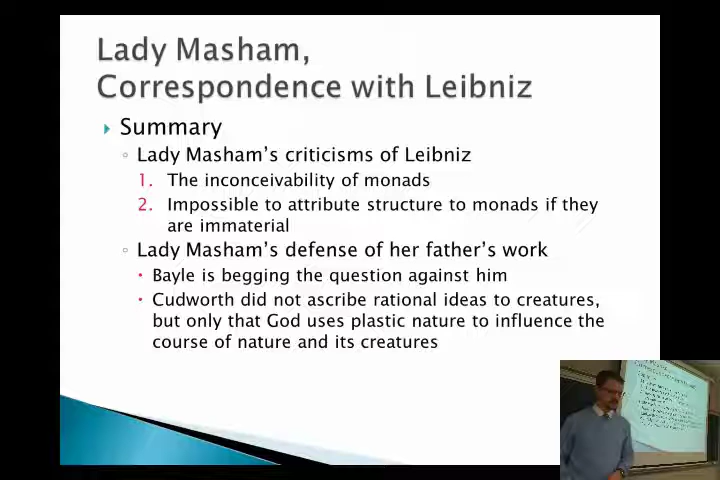 Lady Masham,
Correspondence with Leibniz
Summary
Lady Masham's criticisms of Leibniz
1. The inconceivability of monads
2. Impossible to attribute structure to monads if they
are immaterial
Lady Masham's defense of her father's work
Bayle is begging the question against him
Cudworth did not ascribe rational ideas to creatures,
but only that God uses plastic nature to influence the
course of nature and its creatures